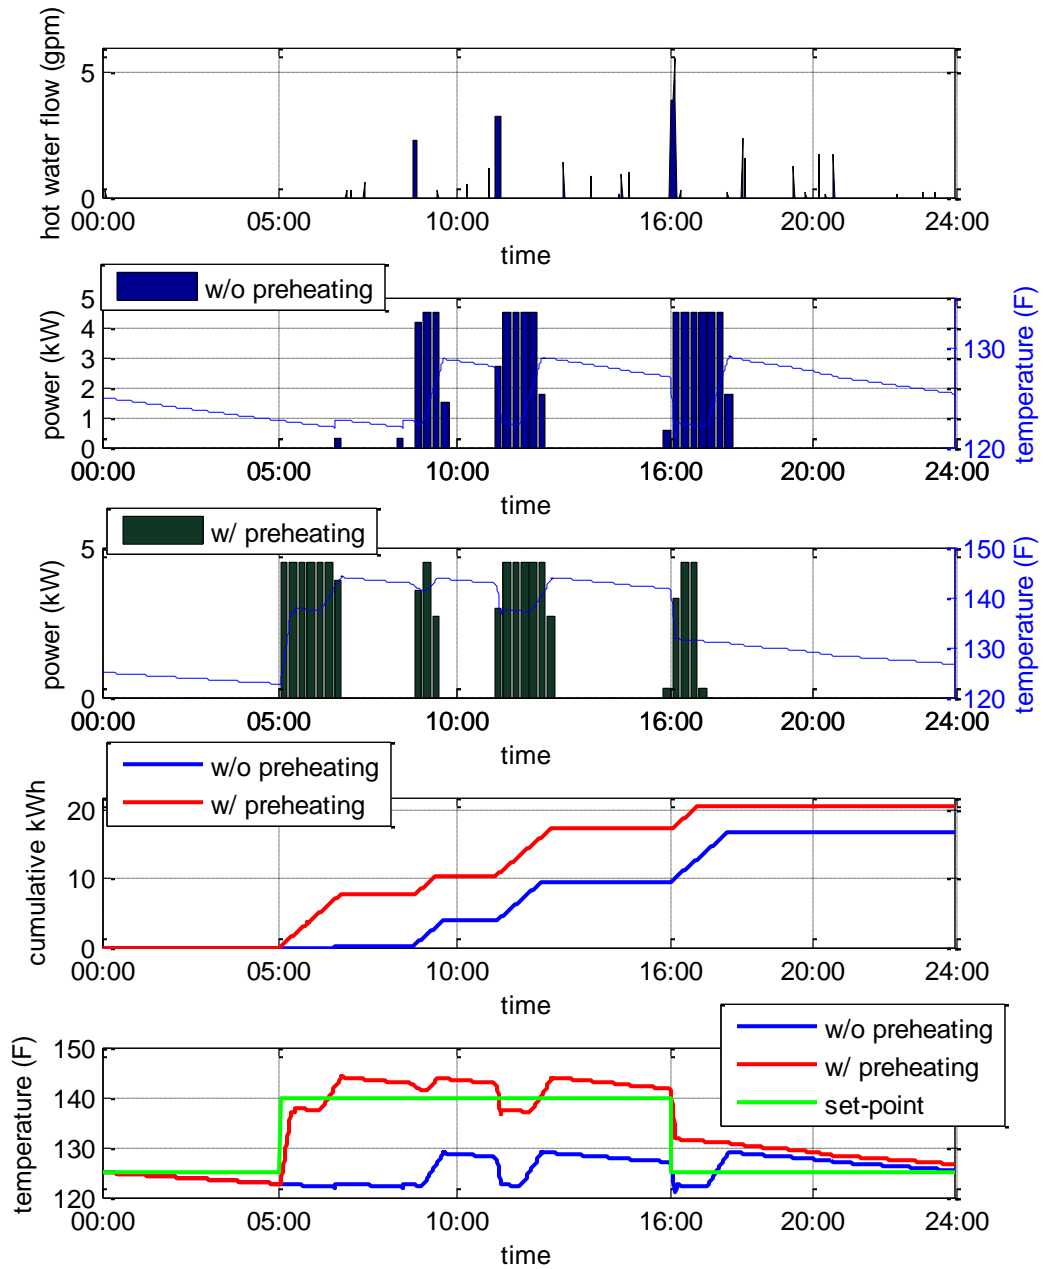 hot water flow (gpm)
5
0
00:00 05:00 10:00 16:00 20:00 24:00
time
w/o preheating
power (kW)
5
4
3
2
1
0
130
120
temperature (F)
00:00 05:00 10:00 16:00 20:00 24:00
time
w/ preheating
power (kW)
5
0
150
140
130
120
temperature (F)
00:00 05:00 10:00 16:00 20:00 24:00
time
w/o preheating
w/ preheating
cumulative kWh
20
10
0
00:00 05:00 10:00 16:00 20:00 24:00
time
w/o preheating
w/ preheating
set-point
temperature (F)
150
140
130
120
00:00 05:00 10:00 16:00 20:00 24:00
time